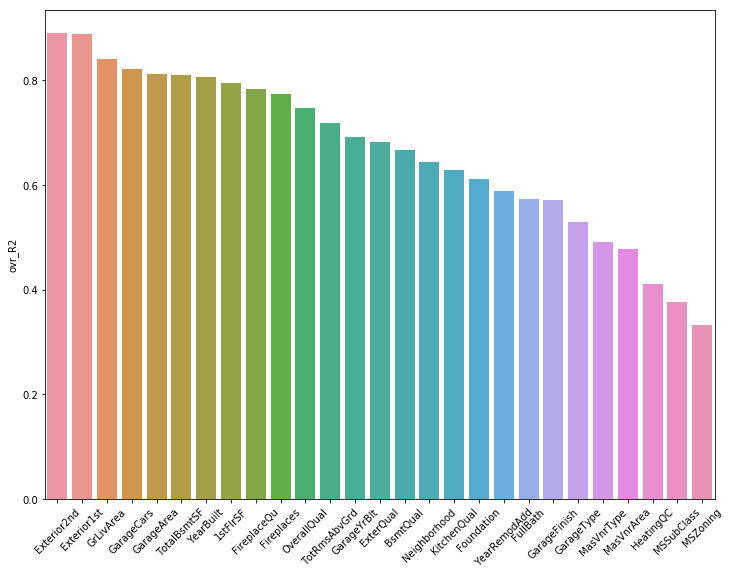 ovr_R2
0.8
0.6
0.4
0.2
0.0
Exterior2nd
Exterior1st
GrLivArea
GarageCars
GarageArea
TotalBsmtSF
YearBuilt
1stFlrSF
FireplaceQu
Fireplaces
OverallQual
TotRmsAbvGrd
GarageYrBlt
ExterQual
BsmtQual
Neighborhood
KitchenQual
Foundation
YearRemodAdd
FullBath
GarageFinish
GarageType
MasVnrType
MasVnrArea
HeatingQC
MSSubClass
MSZoning